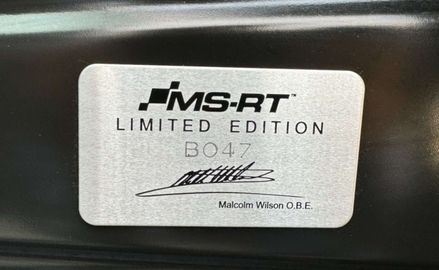 MS-RT™
LIMITED EDITION
B047
Malcolm Wilson O.B.E.